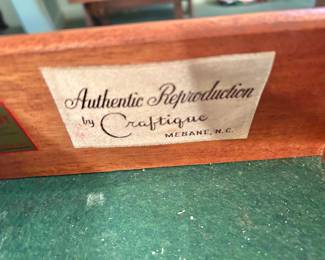 Authentic Reproduction
by Craftique
MEBANE, N.C.